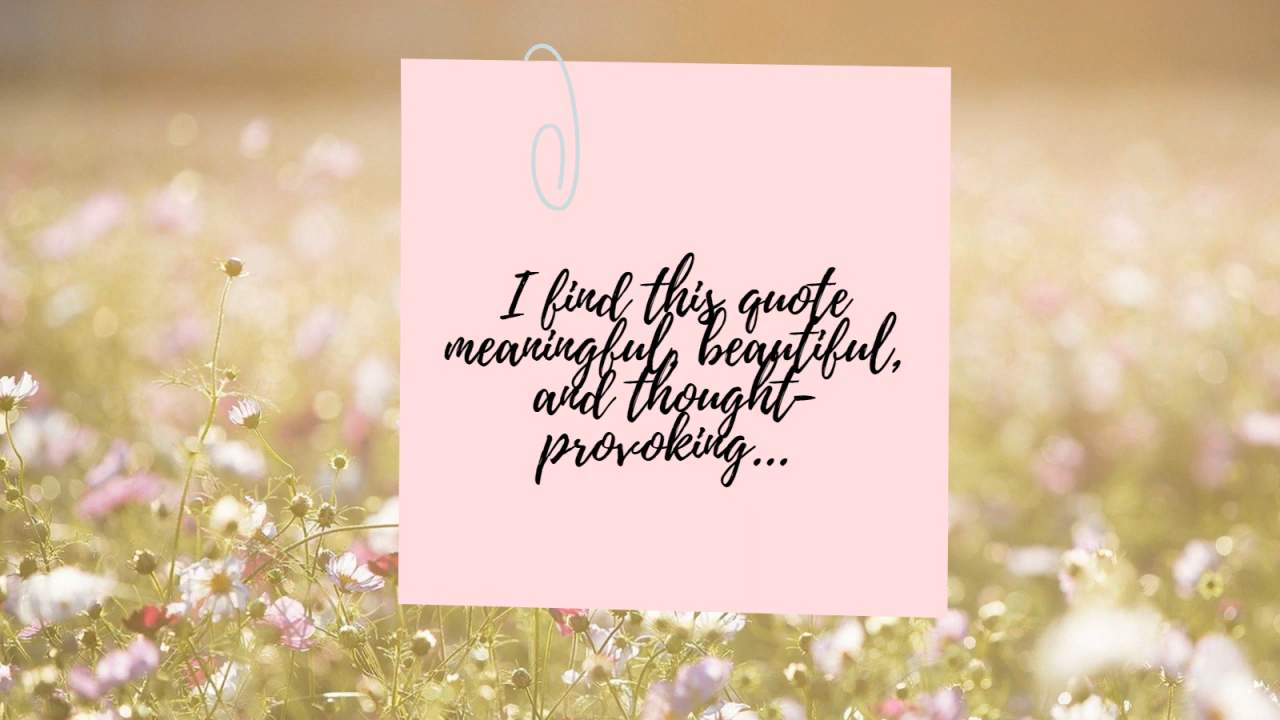 I find this quote
meaningful, beautiful,
and thought-
provoking...